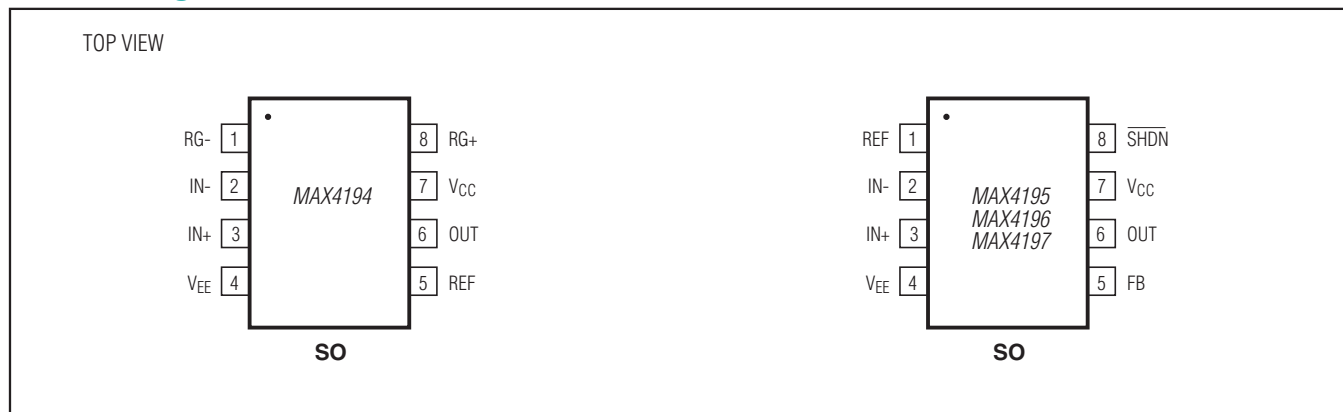 TOP VIEW
RG- 1
IN- 2
IN+ 3
VEE 4
MAX4194
8 RG+
7 VCC
6 OUT
5 REF
SO
REF 1
IN- 2
IN+ 3
VEE 4
MAX4195
MAX4196
MAX4197
8 SHDN
7 VCC
6 OUT
5 FB
SO